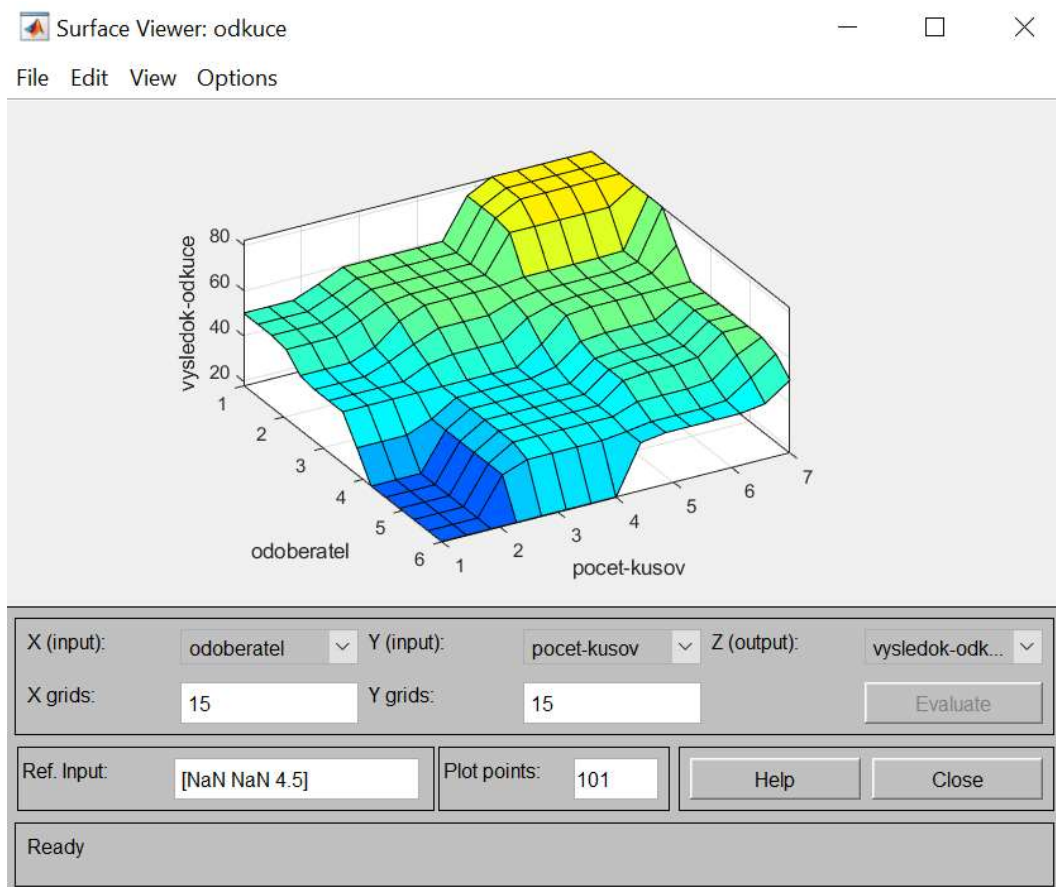 Surface Viewer: odkuce
File Edit View Options
vysledok-odkuce
80
60
40
20
1
2
3
4
5
6
odoberatel
1
2
3
4
5
6
7
pocet-kusov
X (input): odoberatel Y (input): pocet-kusov Z (output): vysledok-odk...
X grids: 15 Y grids: 15 Evaluate
Ref. Input: [NaN NaN 4.5] Plot points: 101 Help Close
Ready